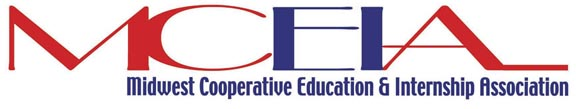 MCEIA
Midwest Cooperative Education & Internship Association